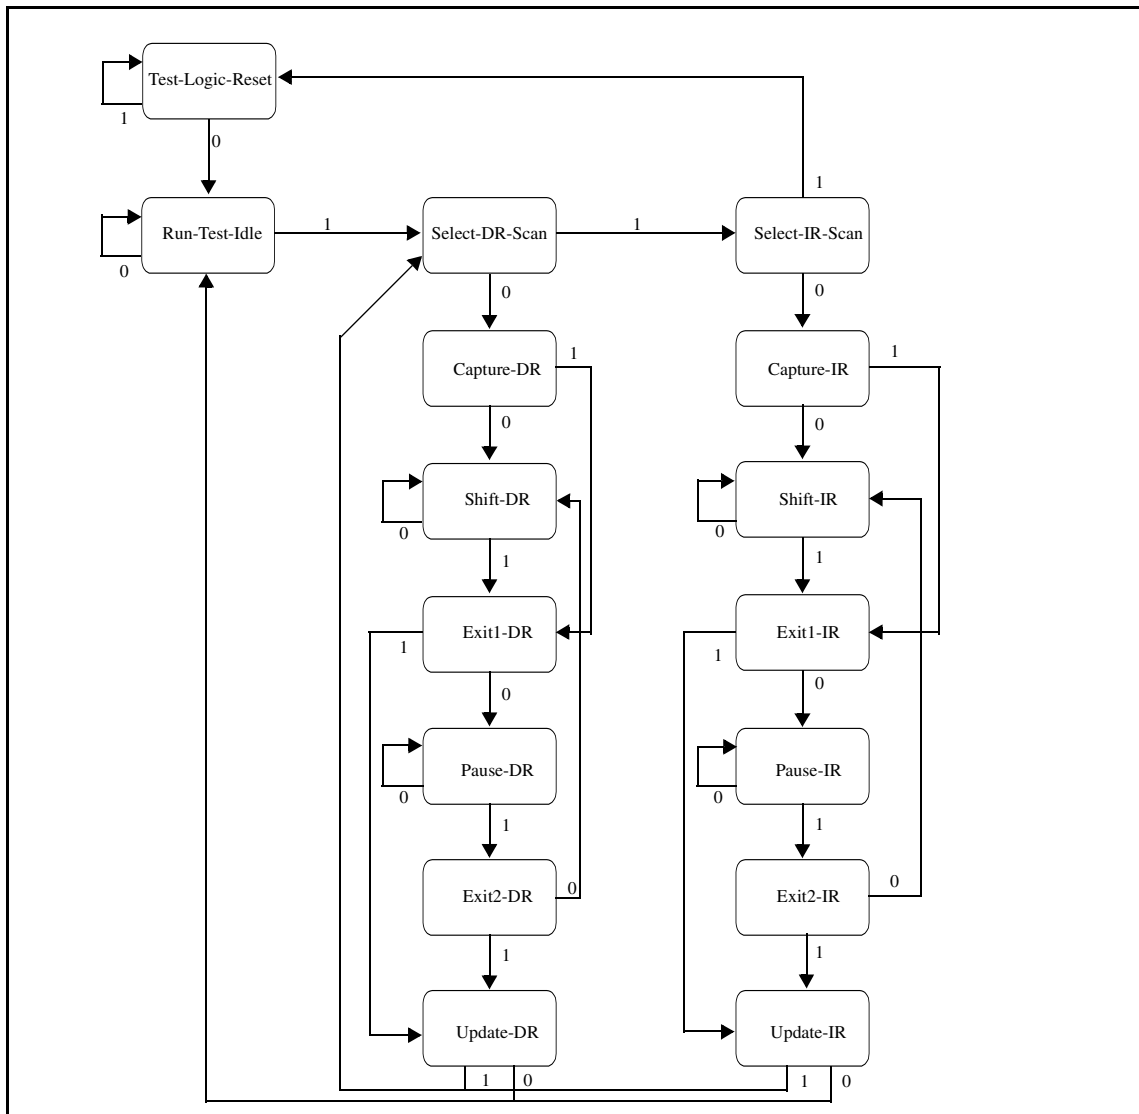 Test-Logic-Reset
1
0
1
Run-Test-Idle
1
Select-DR-Scan
1
Select-IR-Scan
0
0
0
Capture-DR
1
Capture-IR
1
0
0
Shift-DR
Shift-IR
0
0
1
1
Exit1-DR
Exit1-IR
1
1
0
0
Pause-DR
Pause-IR
0
0
1
1
Exit2-DR
0
Exit2-IR
0
1
1
Update-DR
Update-IR
1
0
1
0